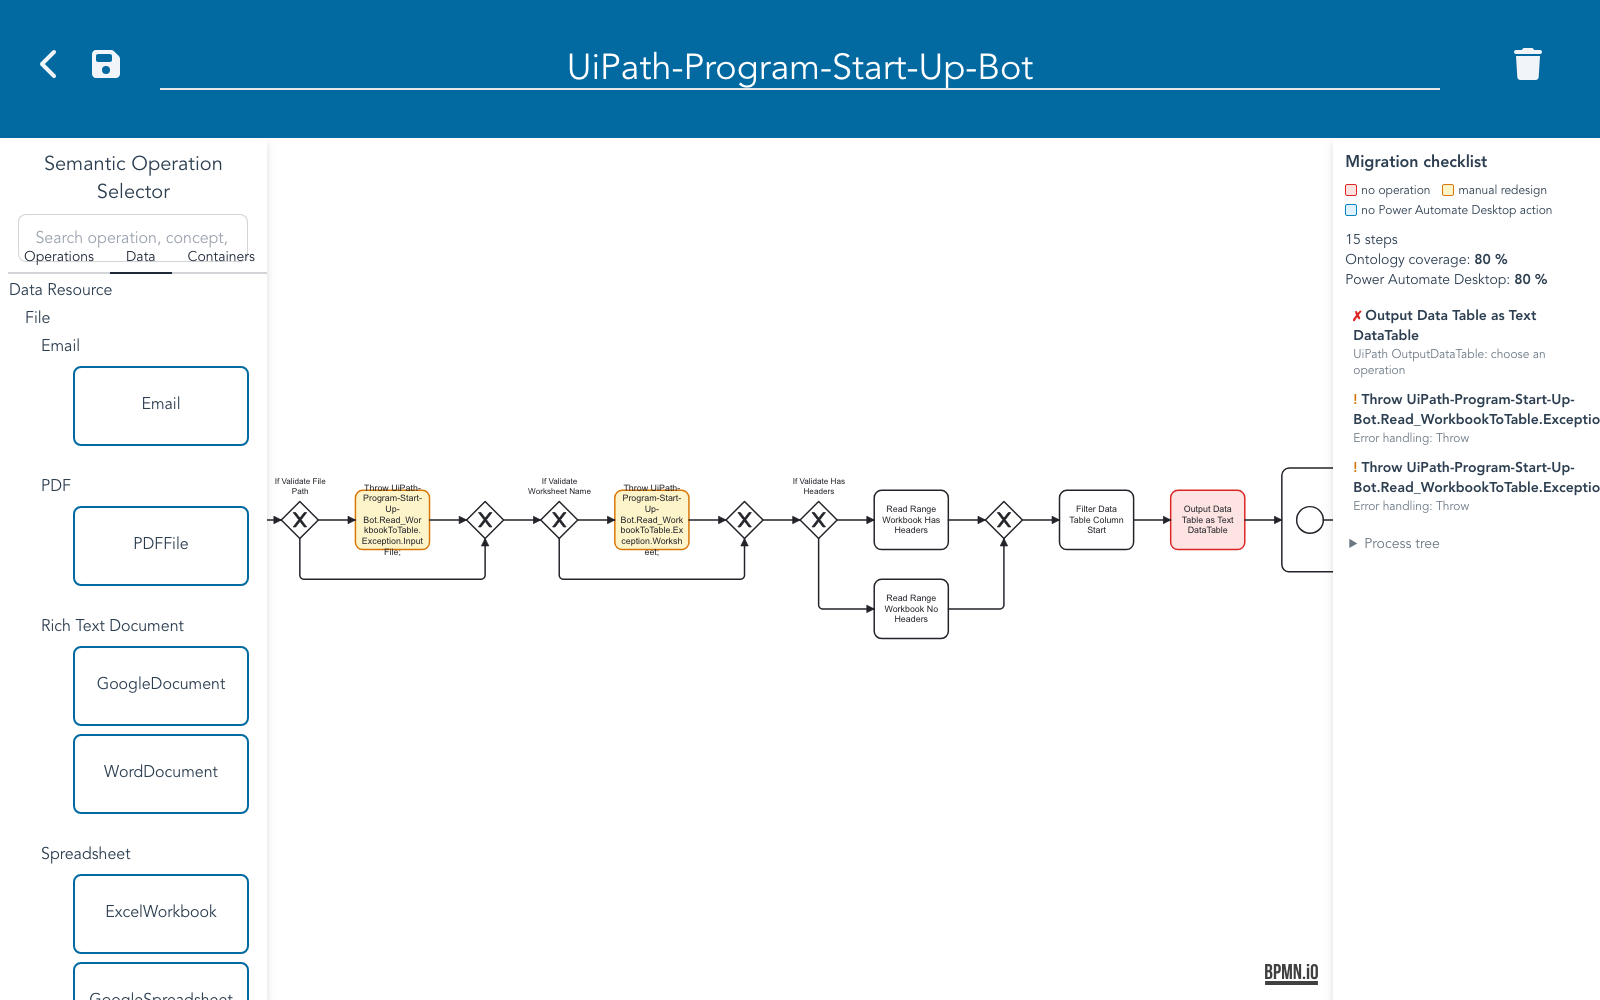 UiPath-Program-Start-Up-Bot
Semantic Operation
Selector
Search operation, concept,
Operations
Data
Containers
Data Resource
File
Email
Email
PDF
PDFFile
Rich Text Document
GoogleDocument
WordDocument
Spreadsheet
ExcelWorkbook
GoogleSpreadsheet
If Validate File
Path
Throw UiPath-
Program-Start-
Up-
Bot.Read_Wor
kbookToTable.
Exception.Input
File;
If Validate
Worksheet Name
Throw UiPath-
Program-Start-
Up-
Bot.Read_Work
bookToTable.Ex
ception.Worksh
eet;
If Validate Has
Headers
Read Range
Workbook Has
Headers
Read Range
Workbook No
Headers
Filter Data
Table Column
Start
Output Data
Table as Text
DataTable
BPMN.iO
Migration checklist
no operation
manual redesign
no Power Automate Desktop action
15 steps
Ontology coverage: 80 %
Power Automate Desktop: 80 %
✗ Output Data Table as Text
DataTable
UiPath OutputDataTable: choose an
operation
! Throw UiPath-Program-Start-Up-
Bot.Read_WorkbookToTable.Exceptio
Error handling: Throw
! Throw UiPath-Program-Start-Up-
Bot.Read_WorkbookToTable.Exceptio
Error handling: Throw
Process tree